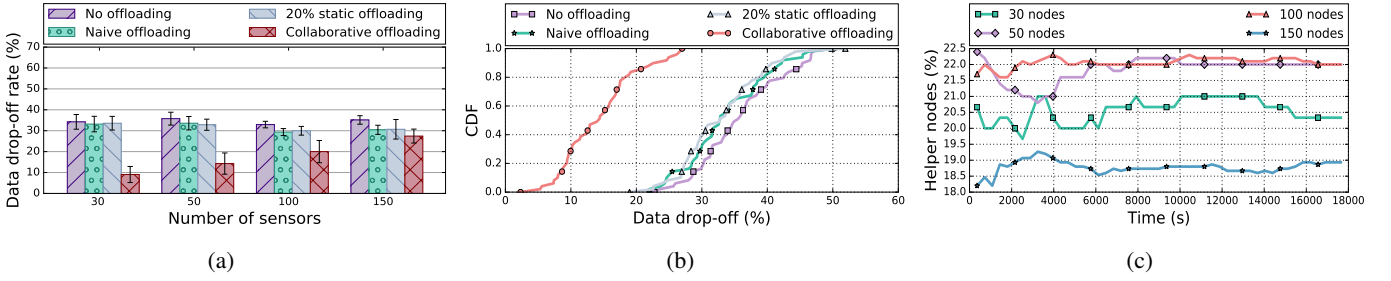 No offloading
20% static offloading
Naive offloading
Collaborative offloading
Data drop-off rate (%)
70
60
50
40
30
20
10
0
30
50
100
150
Number of sensors
(a)
No offloading
20% static offloading
Naive offloading
Collaborative offloading
CDF
1.0
0.8
0.6
0.4
0.2
0.0
0
10
20
30
40
50
60
Data drop-off (%)
(b)
30 nodes
100 nodes
50 nodes
150 nodes
Helper nodes (%)
22.5
22.0
21.5
21.0
20.5
20.0
19.5
19.0
18.5
18.0
0
2000
4000
6000
8000
10000
12000
14000
16000
18000
Time (s)
(c)